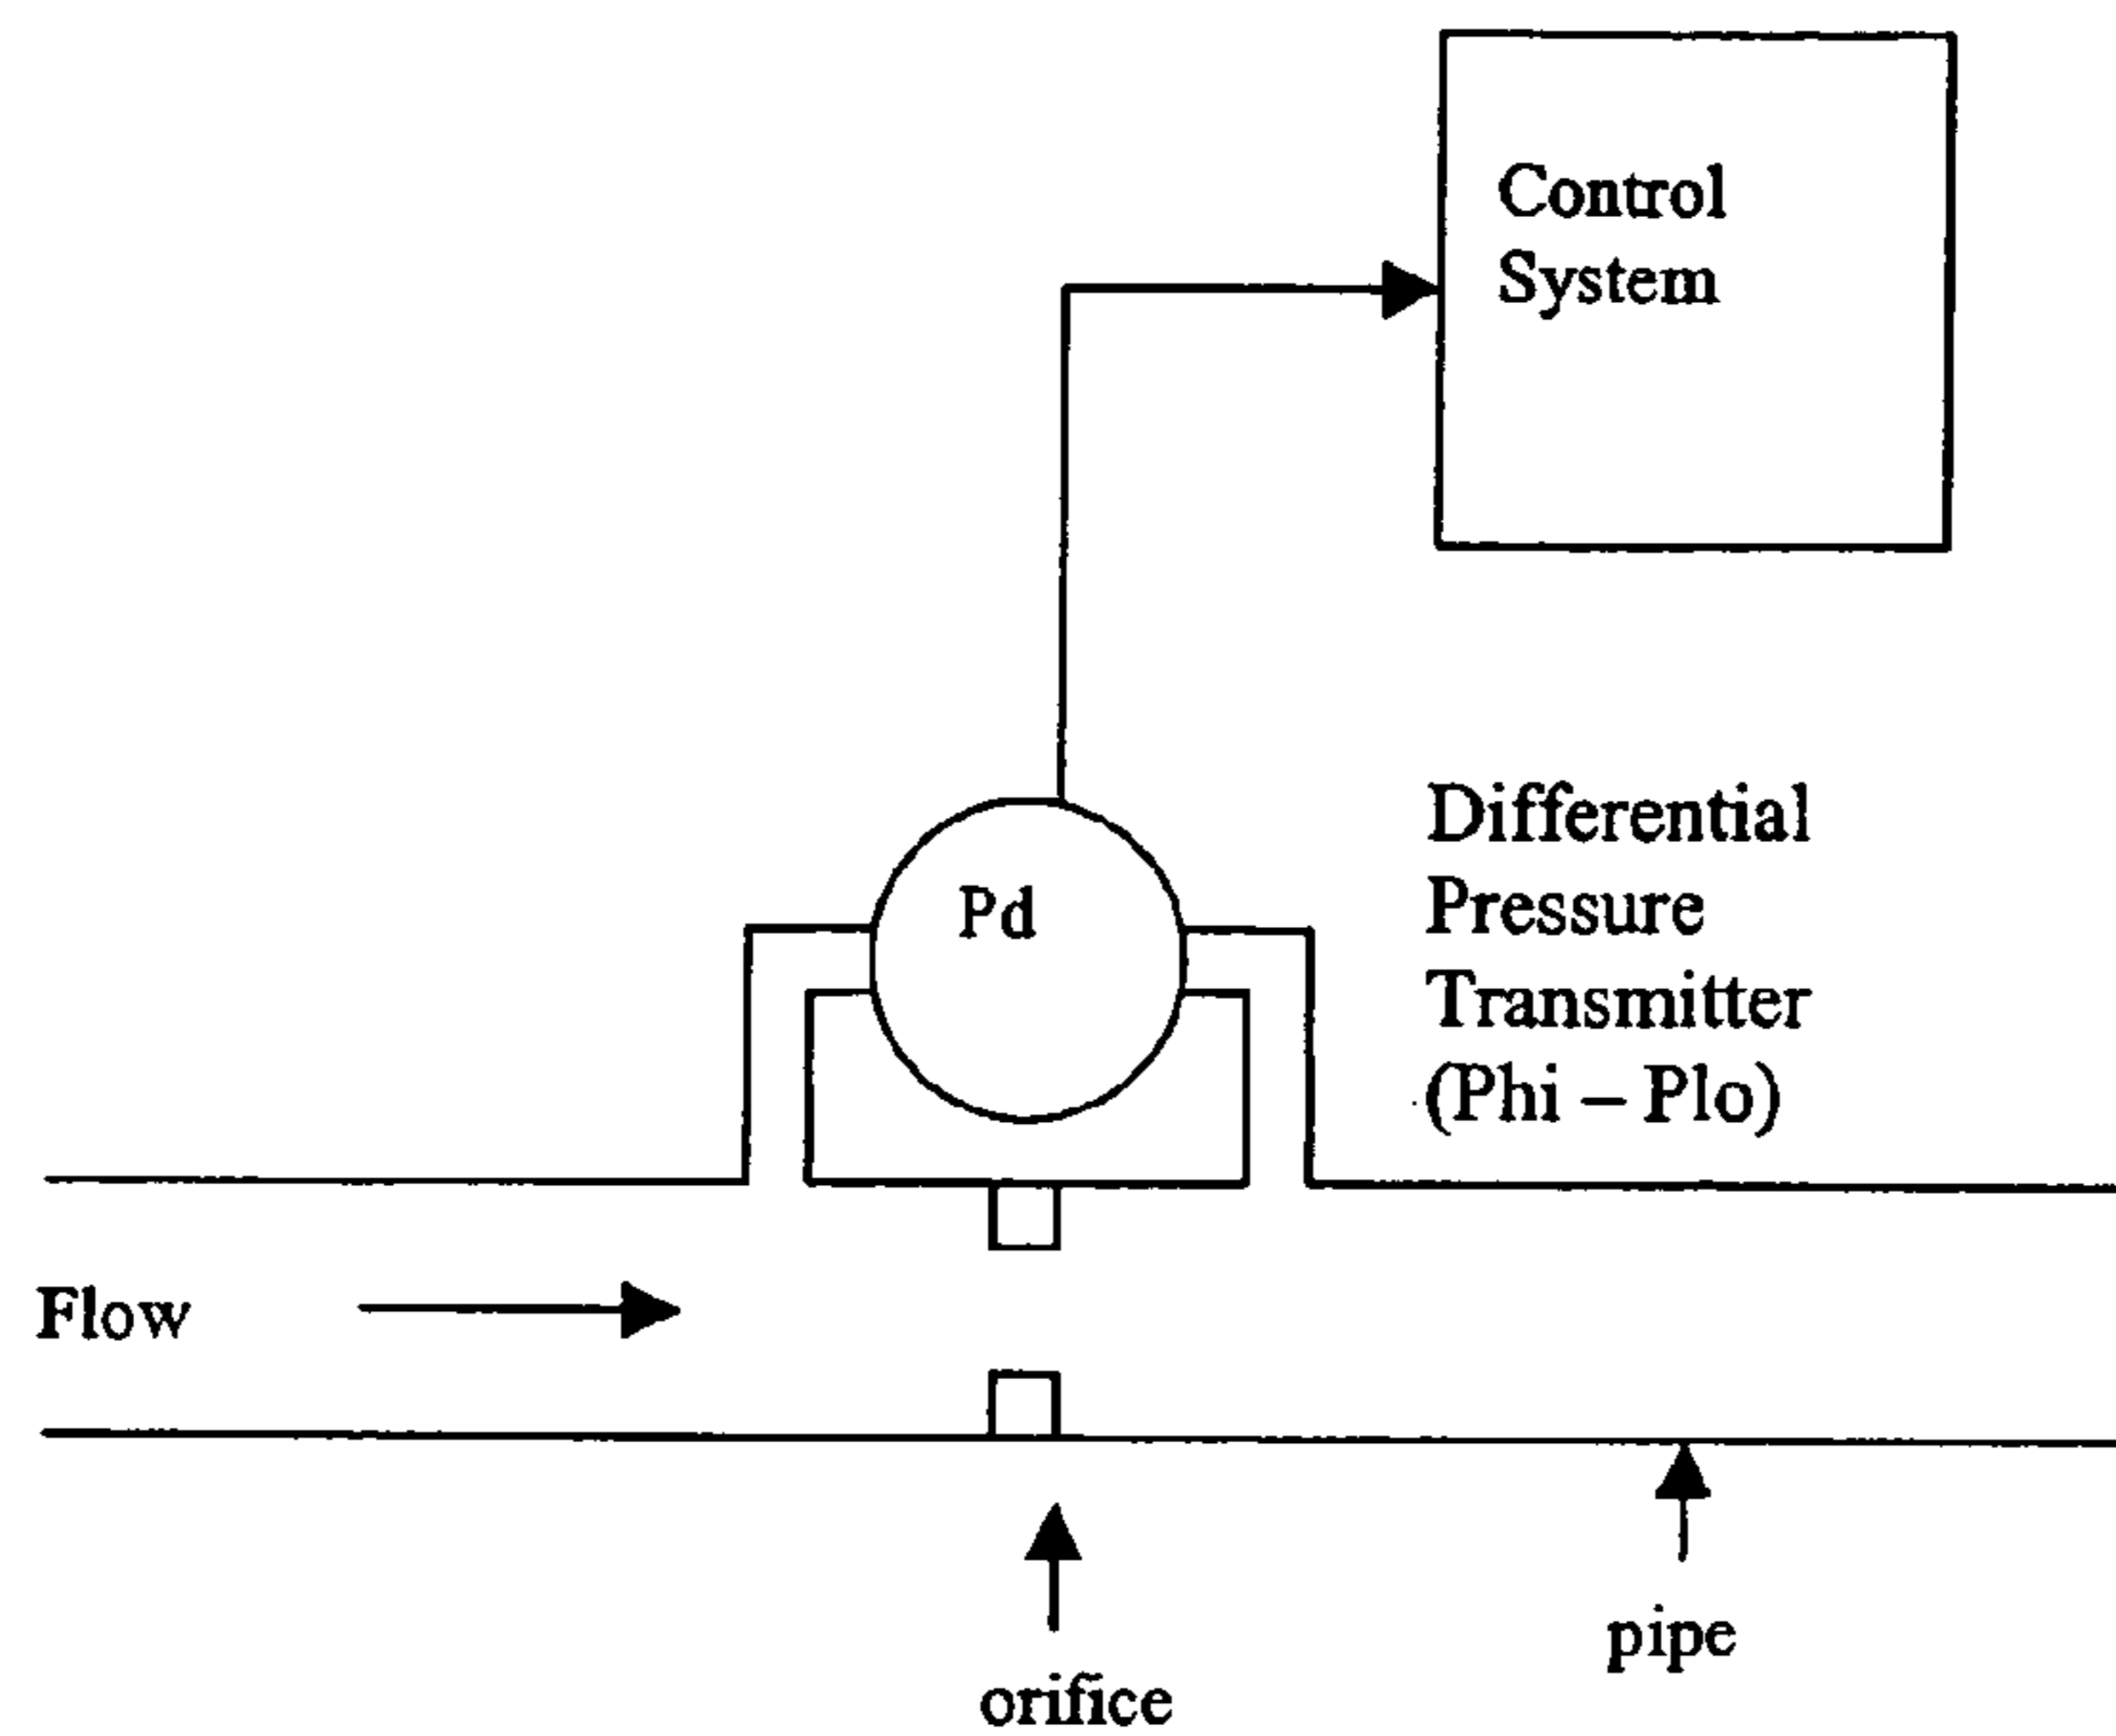 Control
System
Pd
Differential
Pressure
Transmitter
(Phi – Plo)
Flow
orifice
pipe